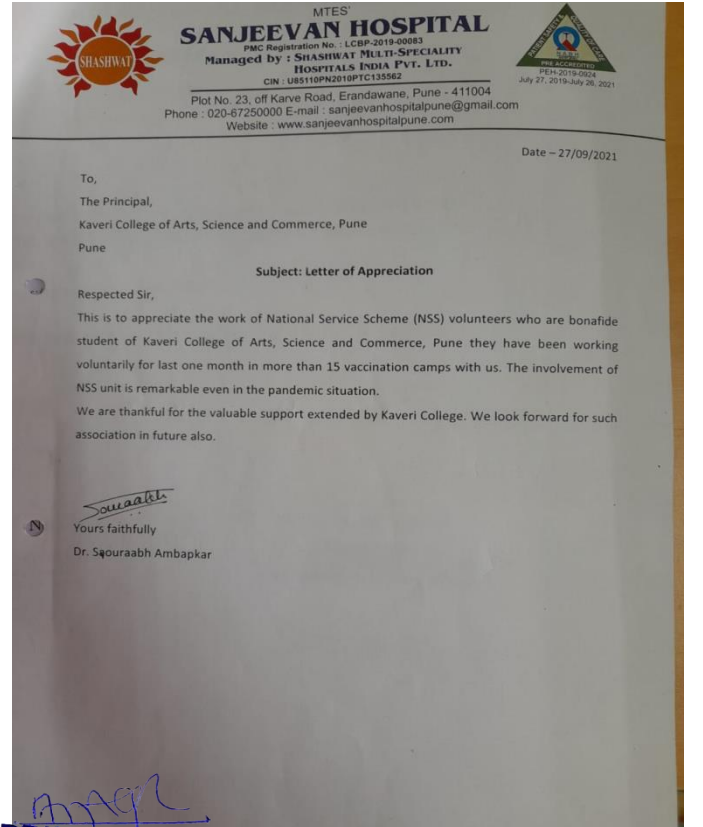 MTES'
SANJEEVAN HOSPITAL
PMC Registration No. : LCBP-2019-00083
Managed by : SHASHWAT MULTI-SPECIALITY
HOSPITALS INDIA PVT. LTD.
CIN : U85110PN2010PTC135562
Plot No. 23, off Karve Road, Erandawane, Pune - 411004
Phone : 020-67250000 E-mail : sanjeevanhospitalpune@gmail.com
Website : www.sanjeevanhospitalpune.com
SHASHWAT
PATIENT SAFETY & QUALITY OF CARE
NABH
PRE ACCREDITED
PEH-2019-0924
July 27, 2019-July 26, 2021
Date – 27/09/2021
To,
The Principal,
Kaveri College of Arts, Science and Commerce, Pune
Pune
Subject: Letter of Appreciation
Respected Sir,
This is to appreciate the work of National Service Scheme (NSS) volunteers who are bonafide
student of Kaveri College of Arts, Science and Commerce, Pune they have been working
voluntarily for last one month in more than 15 vaccination camps with us. The involvement of
NSS unit is remarkable even in the pandemic situation.
We are thankful for the valuable support extended by Kaveri College. We look forward for such
association in future also.
Souraabh
Yours faithfully
Dr. Saouraabh Ambapkar
N